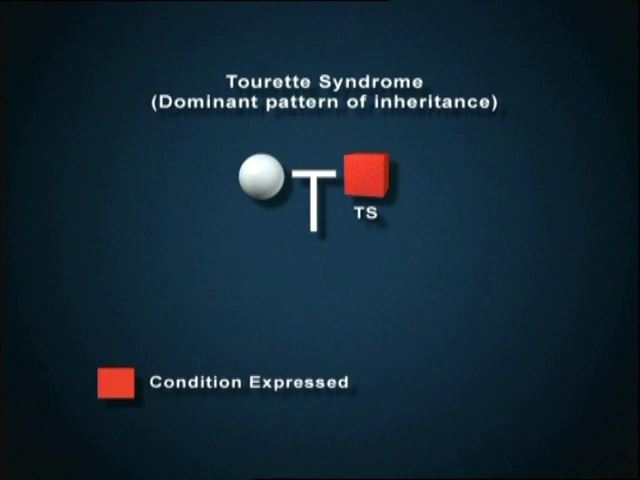 Tourette Syndrome
(Dominant pattern of inheritance)
TS
Condition Expressed